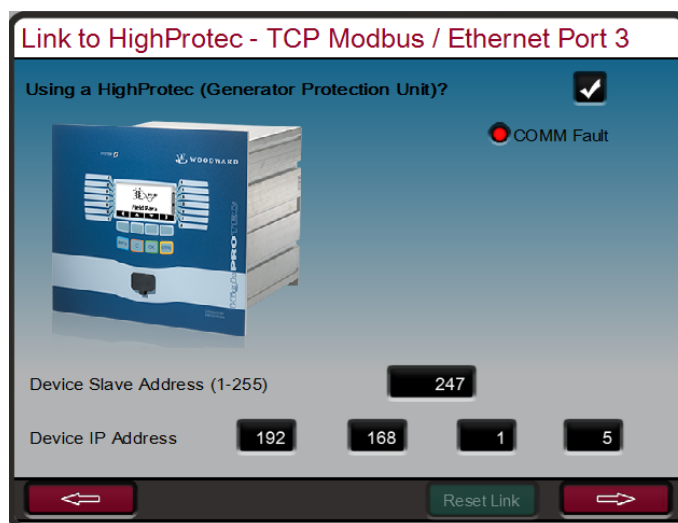 Link to HighProtec - TCP Modbus / Ethernet Port 3
Using a HighProtec (Generator Protection Unit)?
COMM Fault
WOODWARD
HighPROTEC
Device Slave Address (1-255)
247
Device IP Address
192
168
1
5
Reset Link